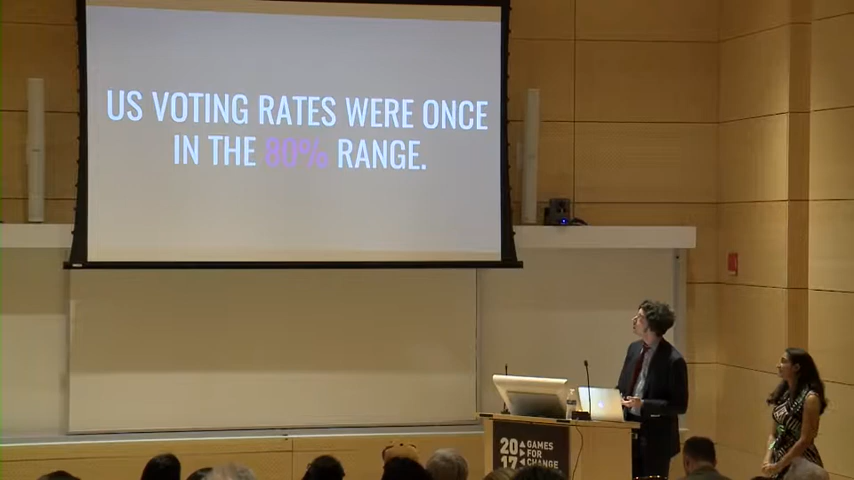 US VOTING RATES WERE ONCE
IN THE 80% RANGE.
20 GAMES
FOR
17 CHANGE